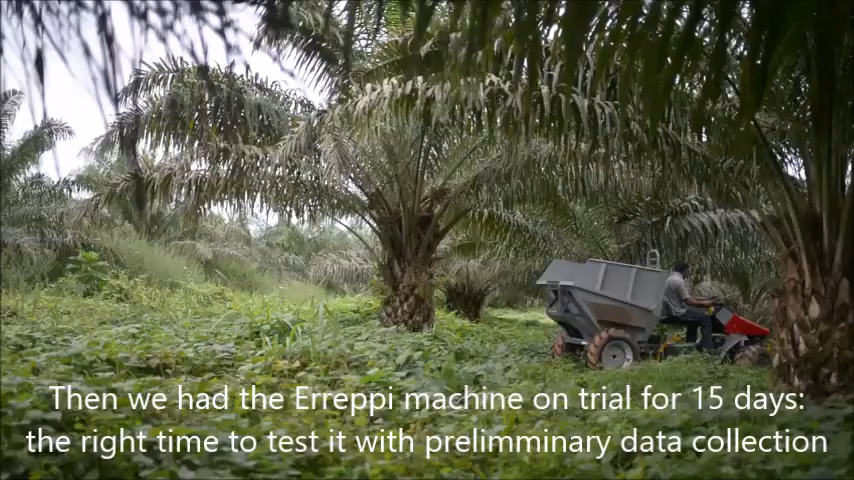 Then we had the Erreppi machine on trial for 15 days:
the right time to test it with prelimminary data collection